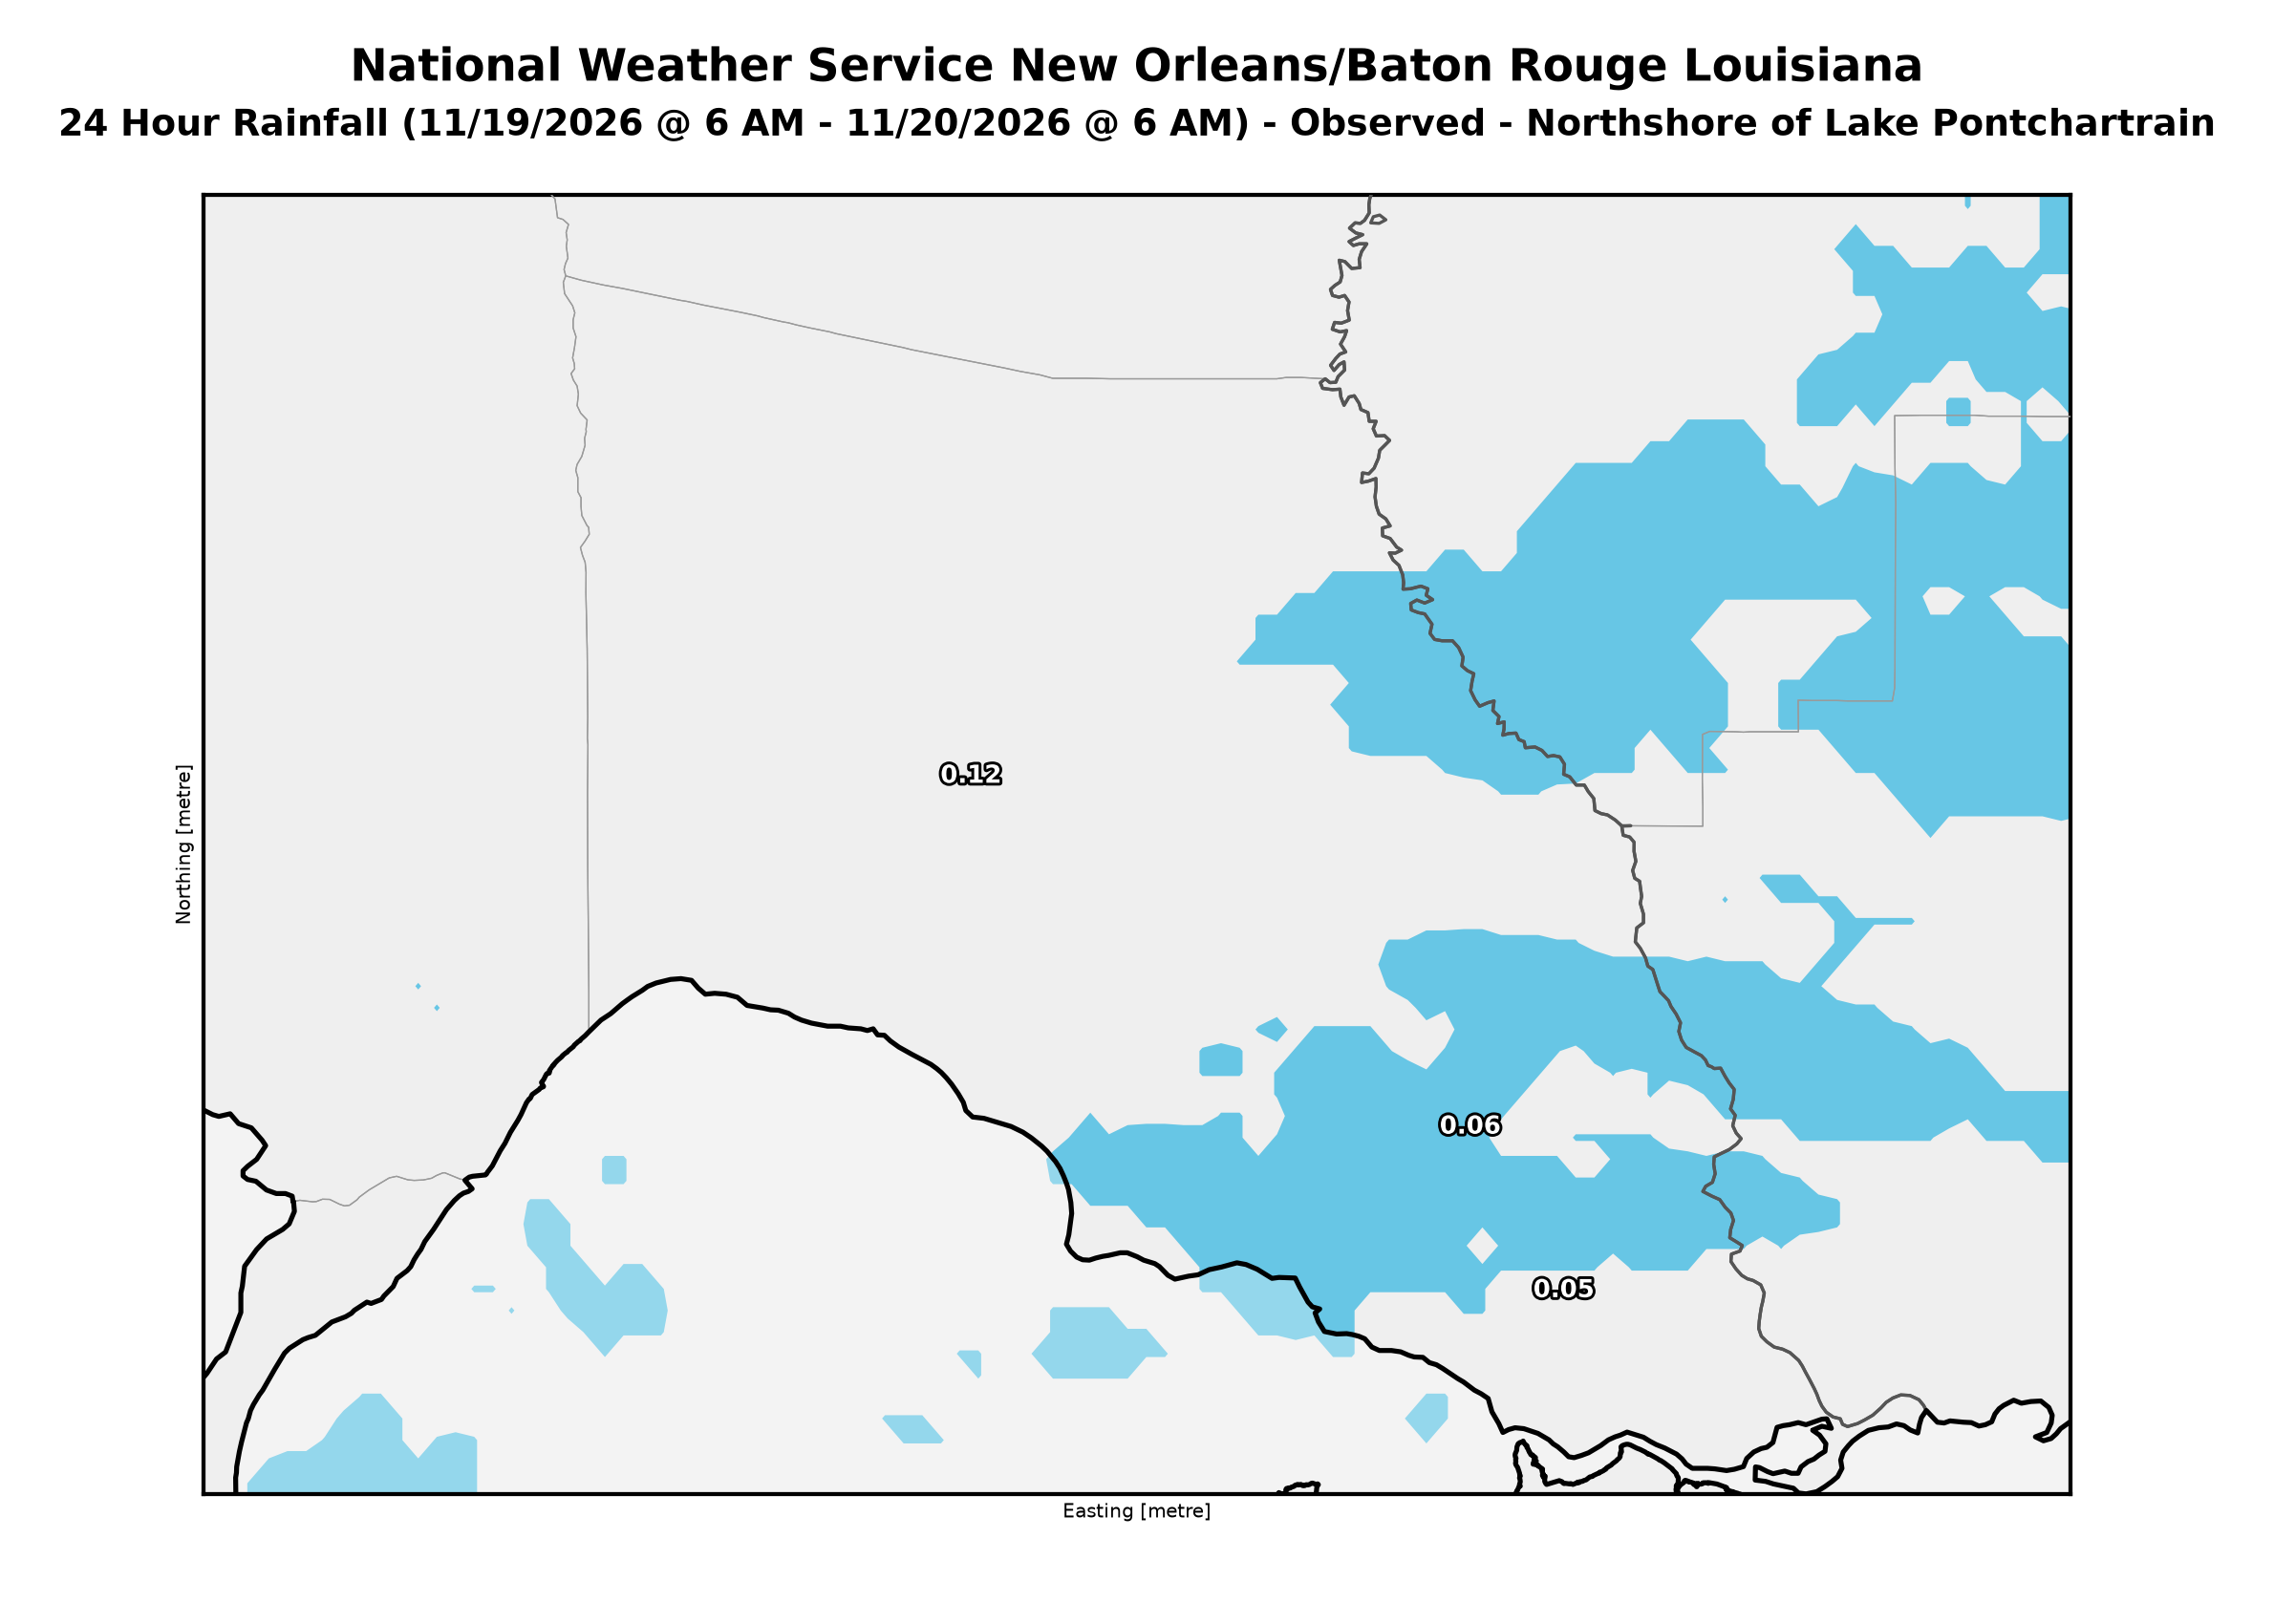 National Weather Service New Orleans/Baton Rouge Louisiana
24 Hour Rainfall (11/19/2026 @ 6 AM - 11/20/2026 @ 6 AM) - Observed - Northshore of Lake Pontchartrain
0.12
Northing [metre]
0.06
0.05
Easting [metre]